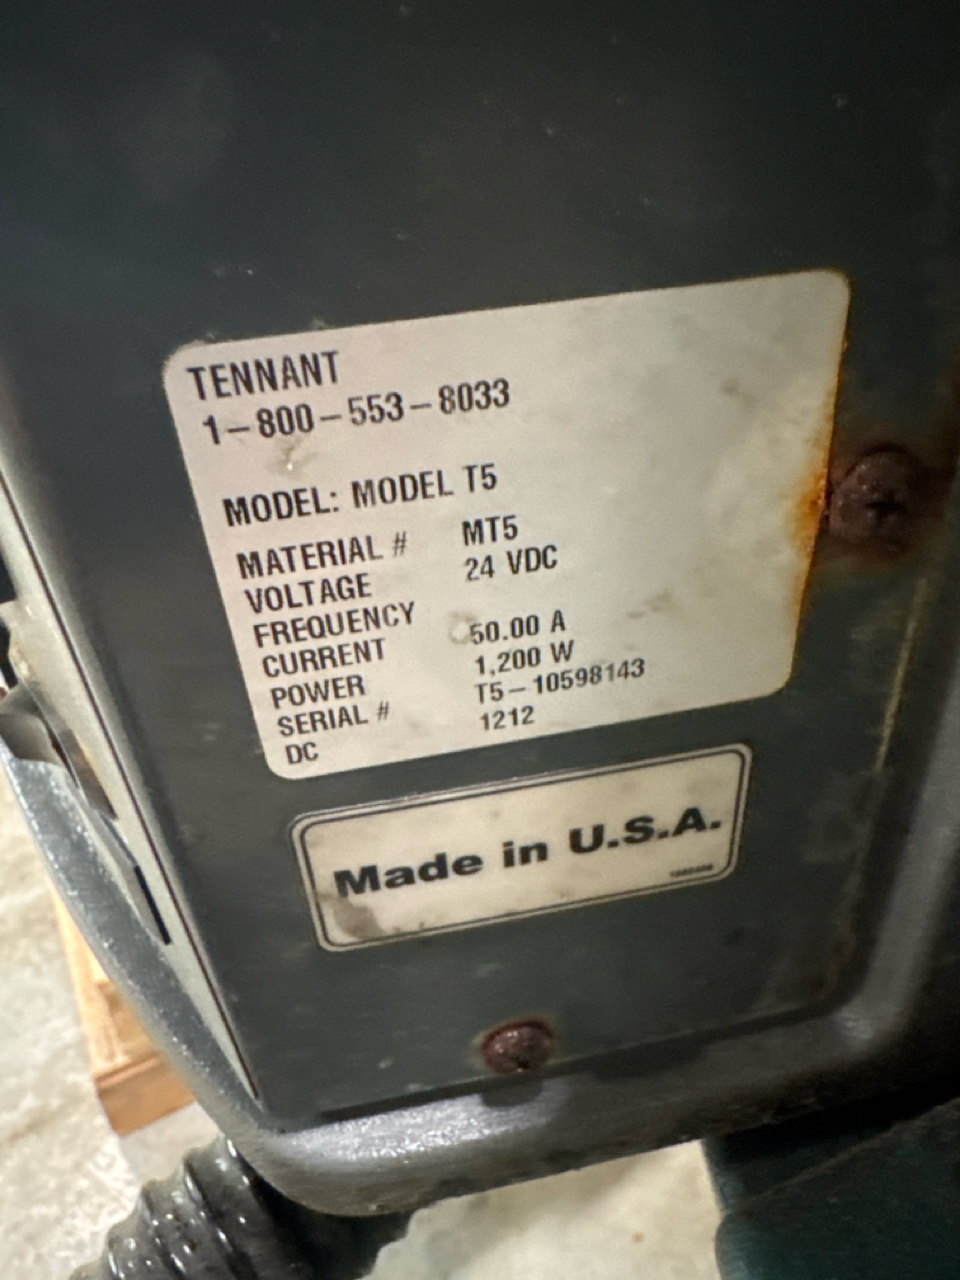 TENNANT
1-800-553-8033
MODEL: MODEL T5
MATERIAL # MT5
VOLTAGE 24 VDC
FREQUENCY
CURRENT 50.00 A
POWER 1,200 W
SERIAL # T5-10598143
DC 1212
Made in U.S.A.